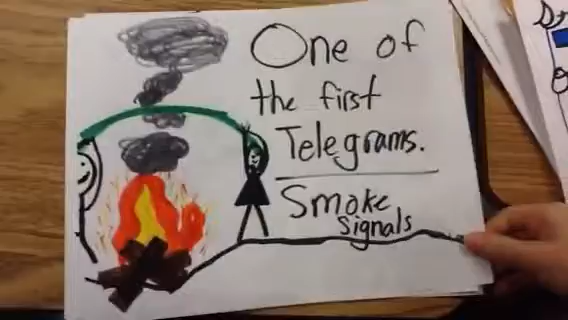 One of
the first
Telegrams.
Smoke
Signals